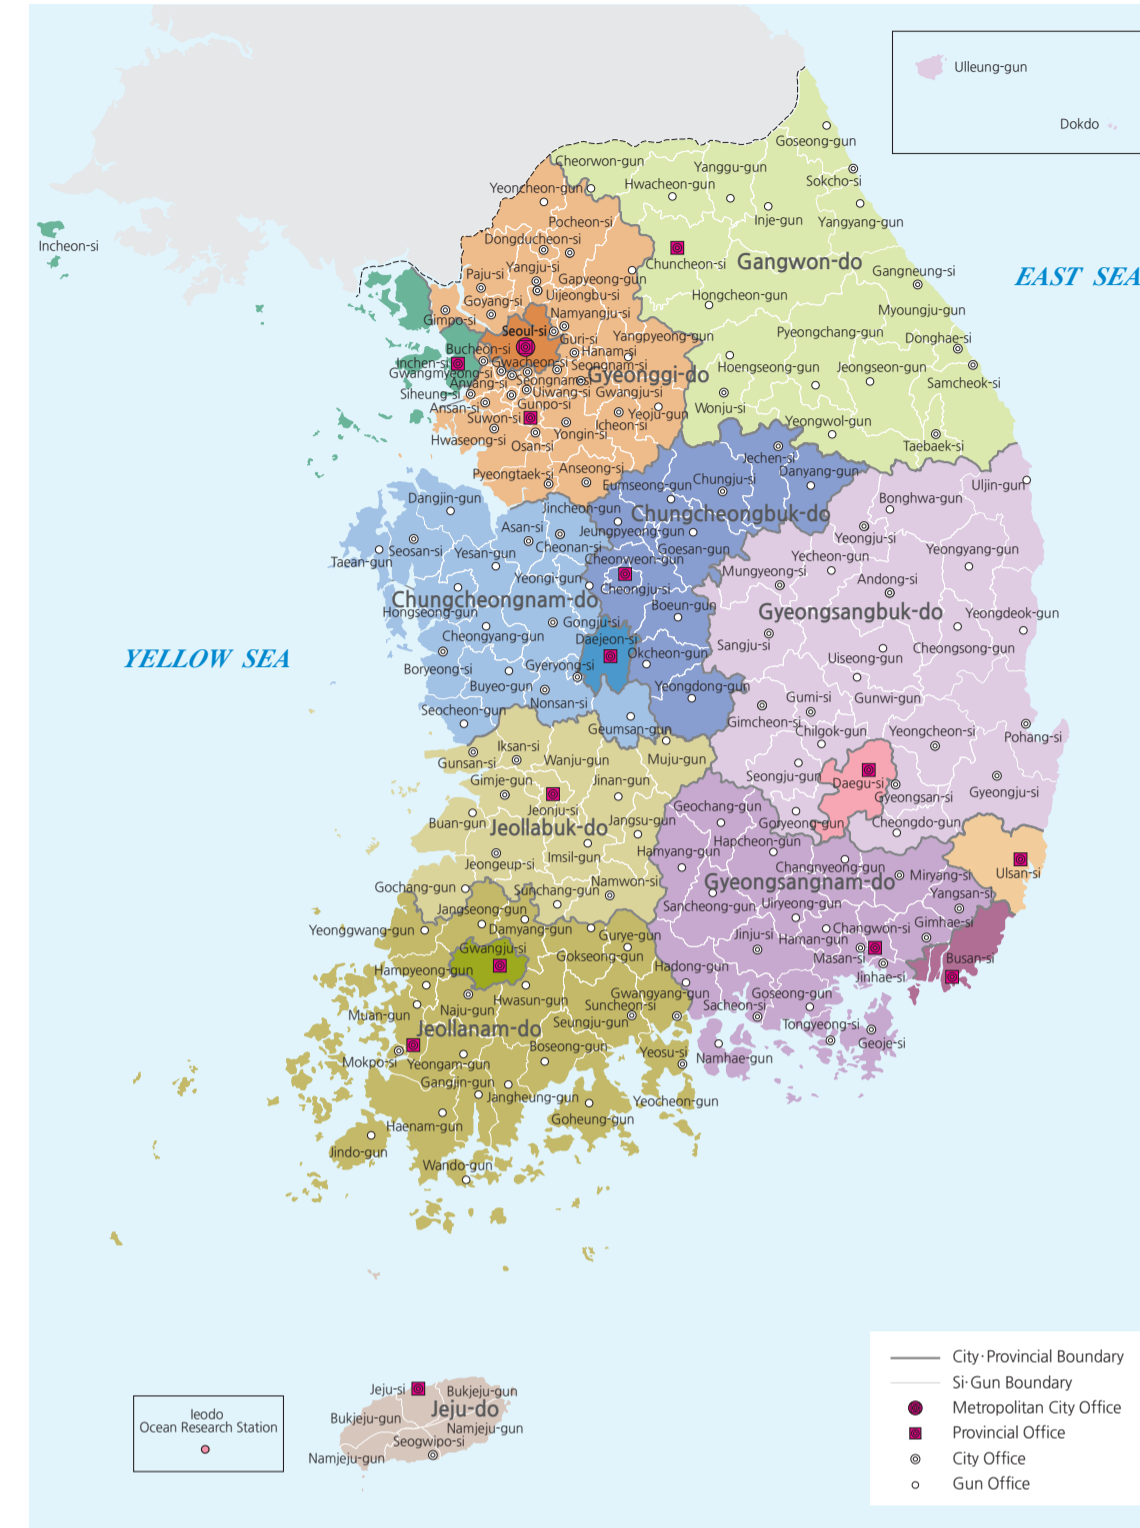 Ulleung-gun
Dokdo
Goseong-gun
Cheorwon-gun
Yanggu-gun
Sokcho-si
Hwacheon-gun
Yeoncheon-gun
Inje-gun
Yangyang-gun
Pocheon-si
Incheon-si
Dongducheon-si
Chuncheon-si
Gangwon-do
Gangneung-si
EAST SEA
Paju-si
Yangju-si
Gapyeong-gun
Goyang-si
Uijeongbu-si
Hongcheon-gun
Myoungju-gun
Gimpo-si
Namyangju-si
Seoul-si
Guri-si
Yangpyeong-gun
Pyeongchang-gun
Donghae-si
Bucheon-si
Hanam-si
Inchen-si
Gwacheon-si
Seongnam-si
Hoengseong-gun
Jeongseon-gun
Gwangmyeong-si
Gyeonggi-do
Samcheok-si
Anyang-si
Seongnam-si
Siheung-si
Uiwang-si
Gwangju-si
Ansan-si
Gunpo-si
Wonju-si
Suwon-si
Yeoju-gun
Icheon-si
Yeongwol-gun
Hwaseong-si
Osan-si
Yongin-si
Taebaek-si
Jechen-si
Pyeongtaek-si
Anseong-si
Danyang-gun
Eumseong-gun
Chungju-si
Uljin-gun
Dangjin-gun
Jincheon-gun
Chungcheongbuk-do
Bonghwa-gun
Asan-si
Jeungpyeong-gun
Yeongju-si
Cheonan-si
Goesan-gun
Seosan-si
Yesan-gun
Yeongyang-gun
Taean-gun
Cheonweon-gun
Yecheon-gun
Mungyeong-si
Yeongi-gun
Andong-si
Cheongju-si
Chungcheongnam-do
Boeun-gun
Gyeongsangbuk-do
Hongseong-gun
Gongju-si
Yeongdeok-gun
Cheongyang-gun
Daejeon-si
Sangju-si
Cheongsong-gun
YELLOW SEA
Okcheon-gun
Uiseong-gun
Boryeong-si
Gyeryong-si
Buyeo-gun
Yeongdong-gun
Gumi-si
Gunwi-gun
Nonsan-si
Seocheon-gun
Gimcheon-si
Geumsan-gun
Chilgok-gun
Yeongcheon-si
Pohang-si
Iksan-si
Gunsan-si
Wanju-gun
Muju-gun
Gimje-gun
Jinan-gun
Seongju-gun
Daegu-si
Gyeongsan-si
Gyeongju-si
Jeonju-si
Geochang-gun
Buan-gun
Jeollabuk-do
Jangsu-gun
Goryeong-gun
Cheongdo-gun
Hapcheon-gun
Jeongeup-si
Imsil-gun
Hamyang-gun
Changnyeong-gun
Miryang-si
Ulsan-si
Gochang-gun
Sunchang-gun
Namwon-si
Gyeongsangnam-do
Yangsan-si
Jangseong-gun
Sancheong-gun
Uiryeong-gun
Gimhae-si
Yeonggwang-gun
Damyang-gun
Changwon-si
Gurye-gun
Jinju-si
Haman-gun
Gwangju-si
Gokseong-gun
Masan-si
Busan-si
Hampyeong-gun
Hadong-gun
Jinhae-si
Hwasun-gun
Gwangyang-gun
Goseong-gun
Muan-gun
Naju-gun
Suncheon-si
Sacheon-si
Jeollanam-do
Seungju-gun
Tongyeong-si
Geoje-si
Mokpo-si
Yeongam-gun
Boseong-gun
Yeosu-si
Namhae-gun
Gangjin-gun
Jangheung-gun
Yeocheon-gun
Haenam-gun
Goheung-gun
Jindo-gun
Wando-gun
Jeju-si
Bukjeju-gun
Bukjeju-gun
Jeju-do
Namjeju-gun
Seogwipo-si
Namjeju-gun
Ieodo
Ocean Research Station
City·Provincial Boundary
Si·Gun Boundary
Metropolitan City Office
Provincial Office
City Office
Gun Office